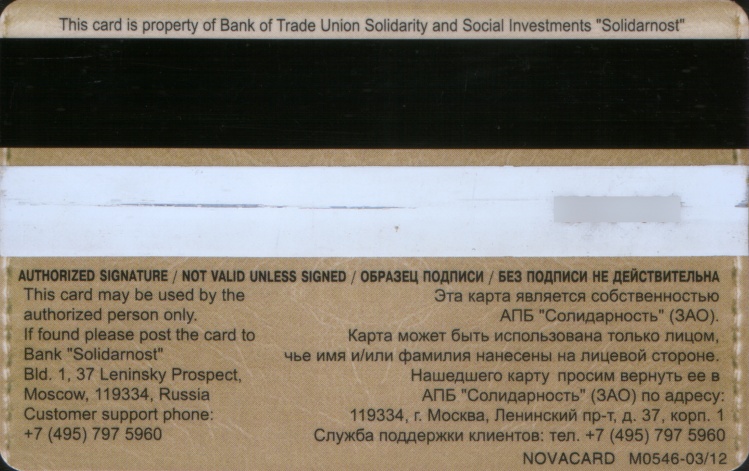 This card is property of Bank of Trade Union Solidarity and Social Investments "Solidarnost"
AUTHORIZED SIGNATURE / NOT VALID UNLESS SIGNED / ОБРАЗЕЦ ПОДПИСИ / БЕЗ ПОДПИСИ НЕ ДЕЙСТВИТЕЛЬНА
This card may be used by the
authorized person only.
If found please post the card to
Bank "Solidarnost"
Bld. 1, 37 Leninsky Prospect,
Moscow, 119334, Russia
Customer support phone:
+7 (495) 797 5960
Эта карта является собственностью
АПБ "Солидарность" (ЗАО).
Карта может быть использована только лицом,
чье имя и/или фамилия нанесены на лицевой стороне.
Нашедшего карту просим вернуть ее в
АПБ "Солидарность" (ЗАО) по адресу:
119334, г. Москва, Ленинский пр-т, д. 37, корп. 1
Служба поддержки клиентов: тел. +7 (495) 797 5960
NOVACARD M0546-03/12